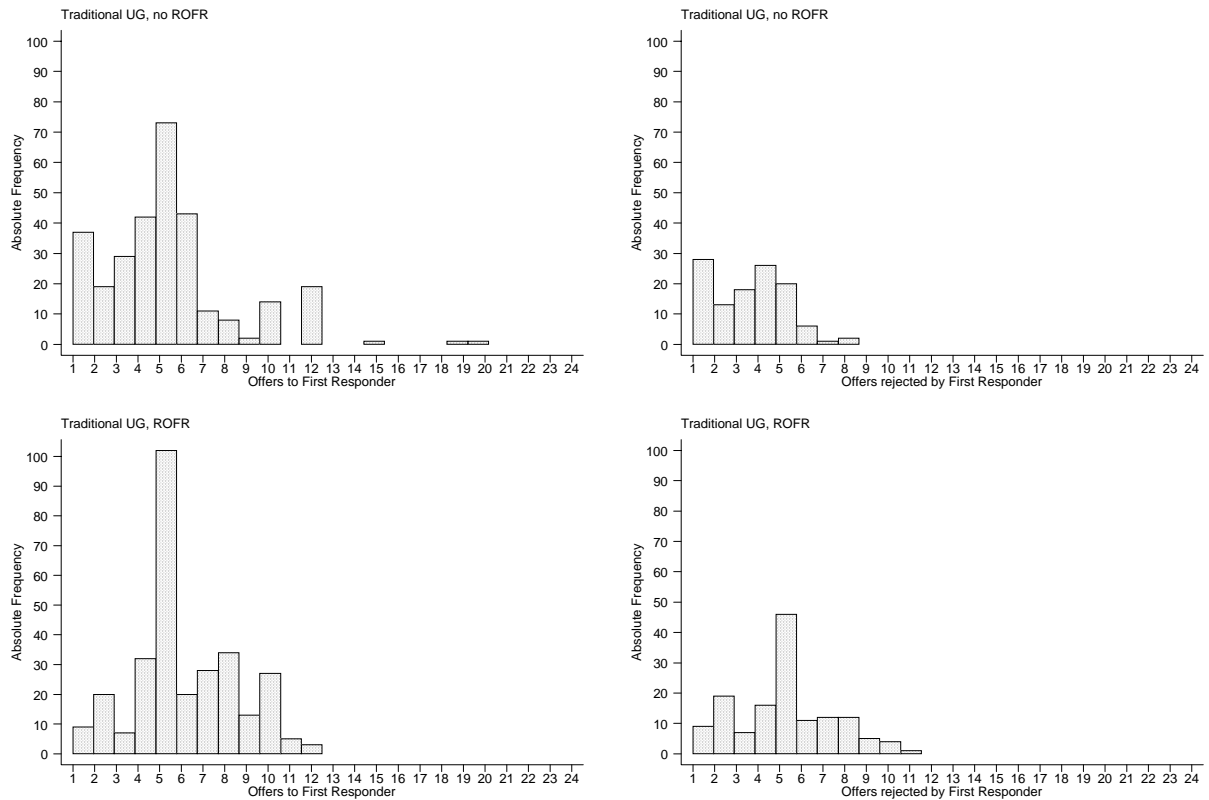 Traditional UG, no ROFR
100
90
80
70
60
50
40
30
20
10
0
Absolute Frequency
1 2 3 4 5 6 7 8 9 10 11 12 13 14 15 16 17 18 19 20 21 22 23 24
Offers to First Responder
Traditional UG, no ROFR
100
90
80
70
60
50
40
30
20
10
0
Absolute Frequency
1 2 3 4 5 6 7 8 9 10 11 12 13 14 15 16 17 18 19 20 21 22 23 24
Offers rejected by First Responder
Traditional UG, ROFR
100
90
80
70
60
50
40
30
20
10
0
Absolute Frequency
1 2 3 4 5 6 7 8 9 10 11 12 13 14 15 16 17 18 19 20 21 22 23 24
Offers to First Responder
Traditional UG, ROFR
100
90
80
70
60
50
40
30
20
10
0
Absolute Frequency
1 2 3 4 5 6 7 8 9 10 11 12 13 14 15 16 17 18 19 20 21 22 23 24
Offers rejected by First Responder